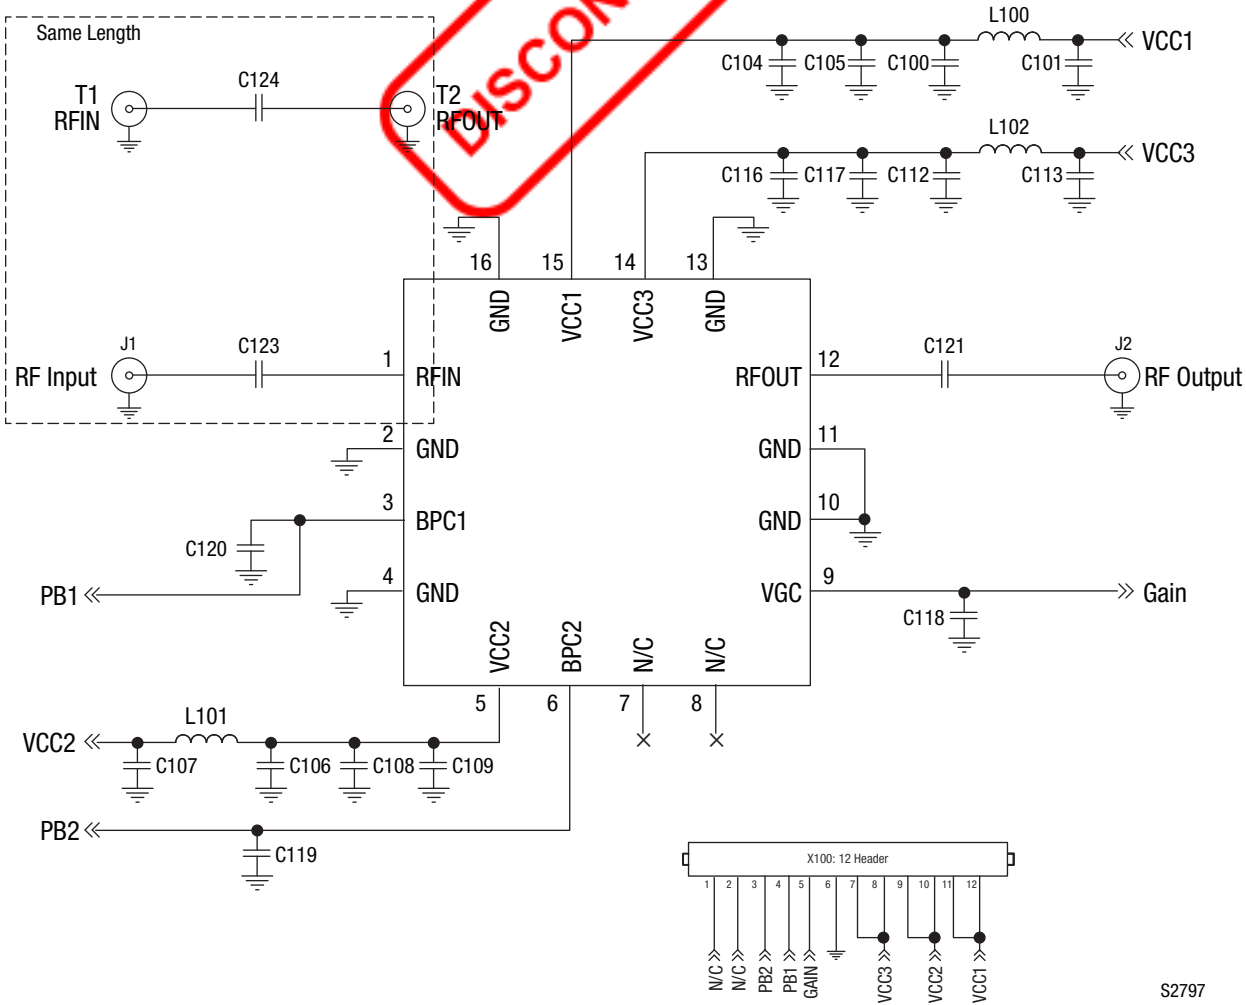 Same Length
DISCON
L100
VCC1
C104
C105
C100
C101
C124
T1
RFIN
T2
RFOUT
L102
VCC3
C116
C117
C112
C113
16
15
14
13
GND
VCC1
VCC3
GND
J1
C123
1
RF Input
RFIN
RFOUT
12
C121
J2
RF Output
2
GND
GND
11
3
BPC1
GND
10
C120
PB1
4
GND
VGC
9
Gain
C118
VCC2
BPC2
N/C
N/C
5
6
7
8
L101
VCC2
C107
C106
C108
C109
PB2
C119
X100: 12 Header
1 2 3 4 5 6 7 8 9 10 11 12
N/C
N/C
PB2
PB1
GAIN
VCC3
VCC2
VCC1
S2797